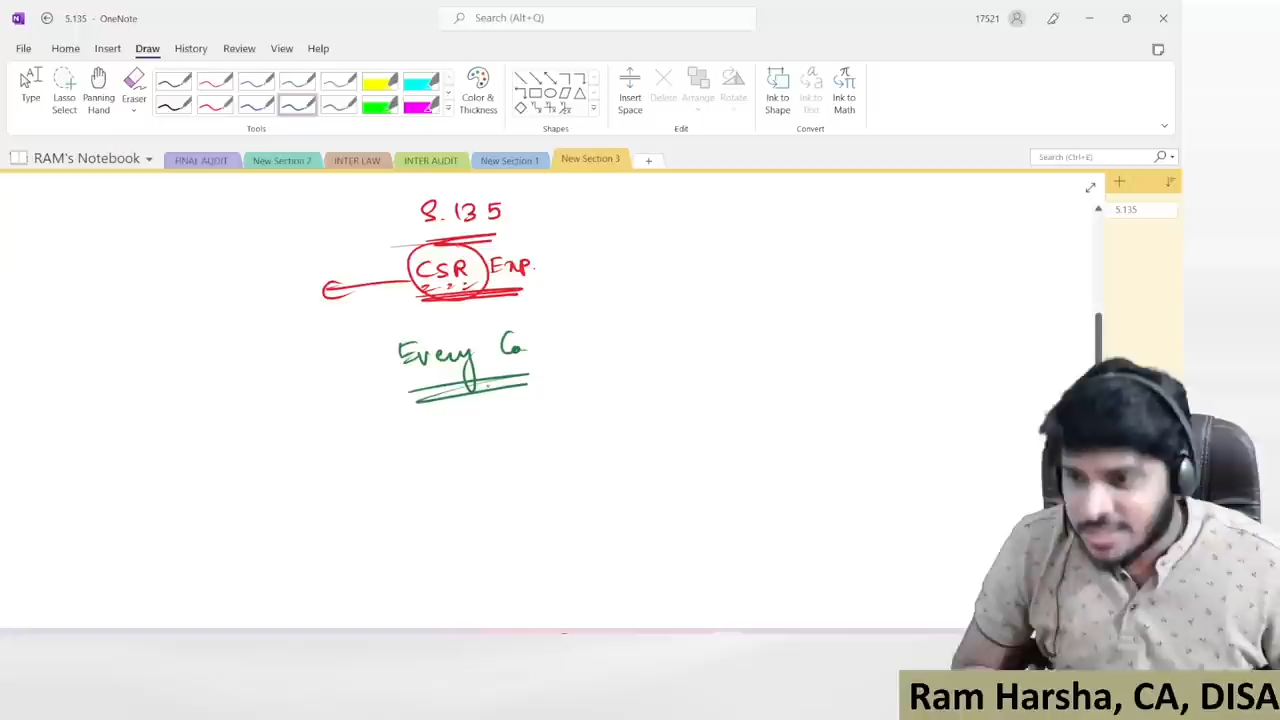 5.135 - OneNote
Search (Alt+Q)
17521
File Home Insert Draw History Review View Help
Type
Lasso Select
Panning Hand
Eraser
Color & Thickness
Insert Space
Delete
Arrange
Rotate
Ink to Shape
Ink to Text
Ink to Math
Tools
Shapes
Edit
Convert
RAM's Notebook
FINAL AUDIT
New Section 2
INTER LAW
INTER AUDIT
New Section 1
New Section 3
Search (Ctrl+E)
5.135
S. 135
CSR Exp.
Every Co
Ram Harsha, CA, DISA